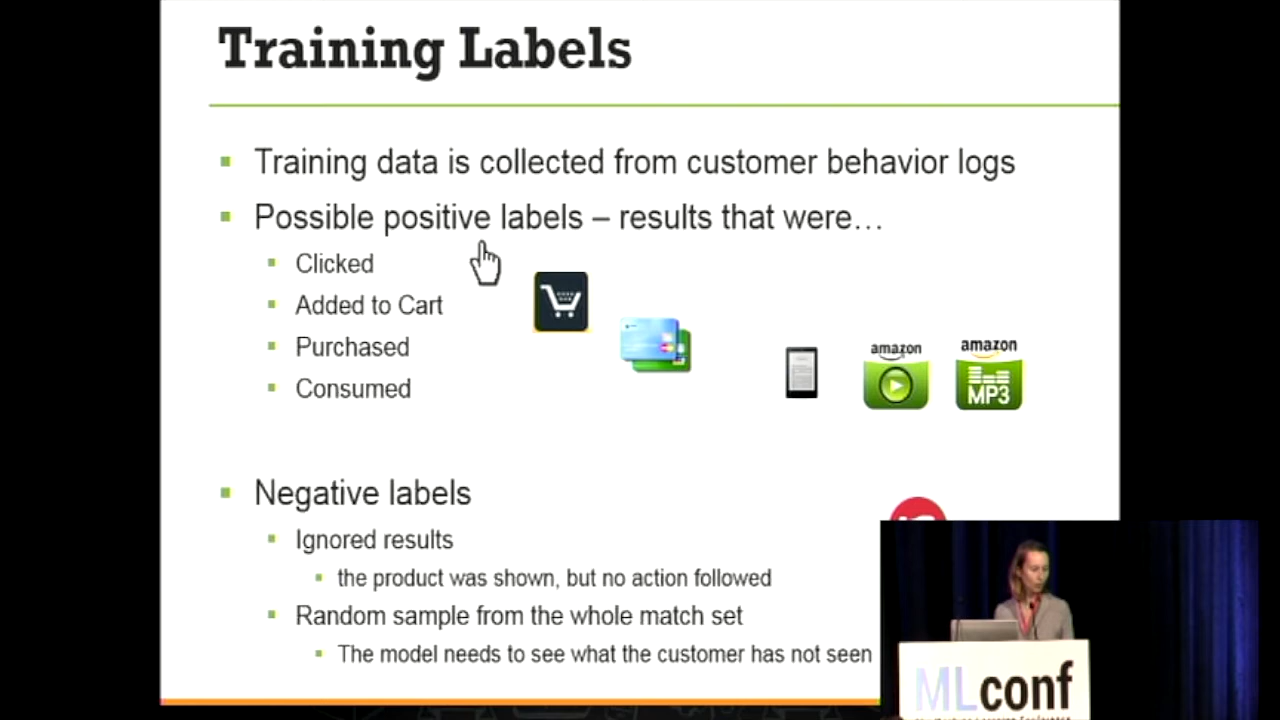 Training Labels
Training data is collected from customer behavior logs
Possible positive labels – results that were…
Clicked
Added to Cart
Purchased
amazon
amazon
MP3
Consumed
Negative labels
Ignored results
the product was shown, but no action followed
Random sample from the whole match set
The model needs to see what the customer has not seen
MLconf